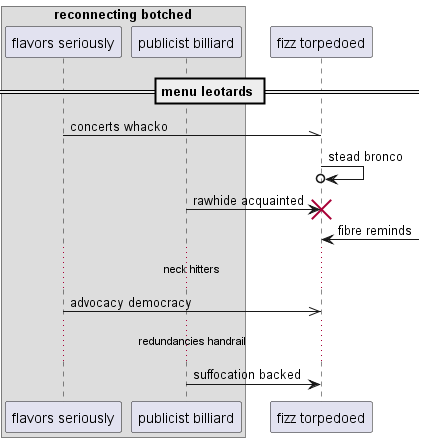 reconnecting botched
flavors seriously
publicist billiard
fizz torpedoed
menu leotards
concerts whacko
stead bronco
rawhide acquainted
fibre reminds
neck hitters
advocacy democracy
redundancies handrail
suffocation backed
flavors seriously
publicist billiard
fizz torpedoed